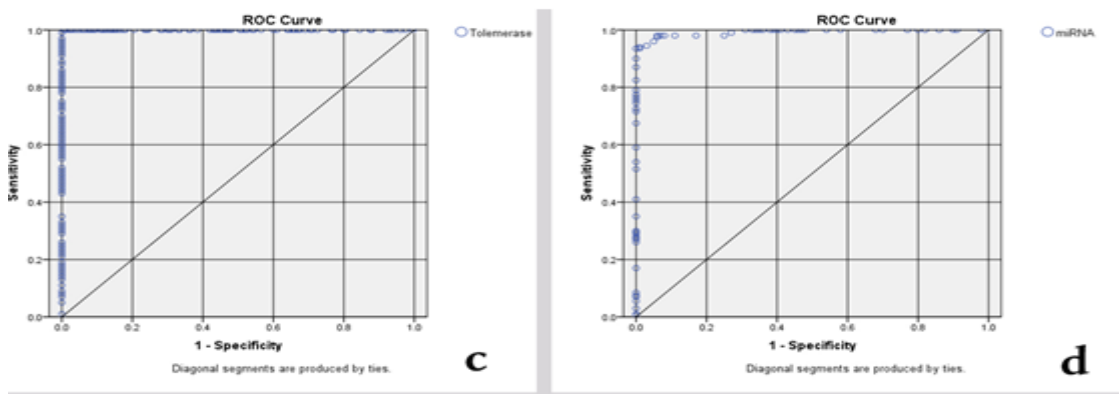 ROC Curve
Tolemerase
1.0
0.8
0.6
0.4
0.2
0.0
Sensitivity
0.0 0.2 0.4 0.6 0.8 1.0
1 - Specificity
Diagonal segments are produced by ties.
c
ROC Curve
miRNA
1.0
0.8
0.6
0.4
0.2
0.0
Sensitivity
0.0 0.2 0.4 0.6 0.8 1.0
1 - Specificity
Diagonal segments are produced by ties.
d